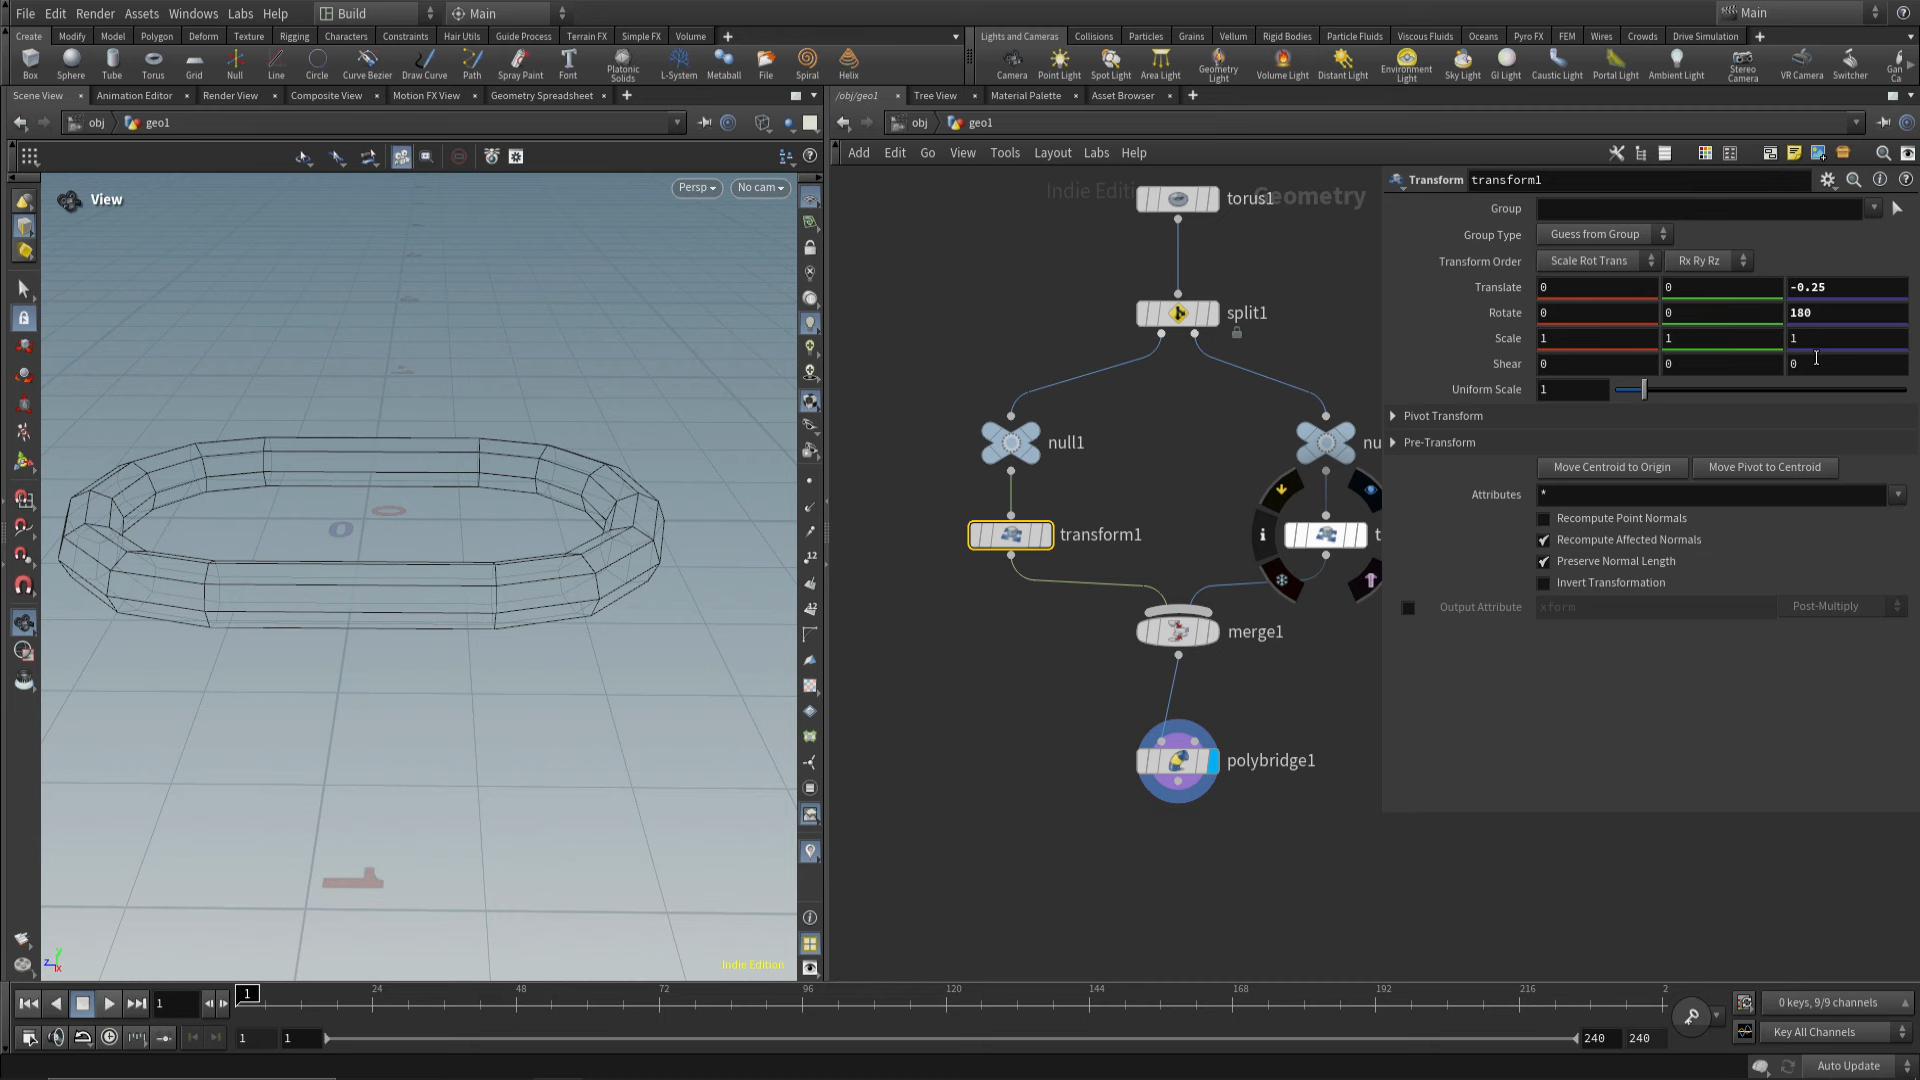 File Edit Render Assets Windows Labs Help Build Main Main
Create Modify Model Polygon Deform Texture Rigging Characters Constraints Hair Utils Guide Process Terrain FX Simple FX Volume
Lights and Cameras Collisions Particles Grains Vellum Rigid Bodies Particle Fluids Viscous Fluids Oceans Pyro FX FEM Wires Crowds Drive Simulation
Box Sphere Tube Torus Grid Null Line Circle Curve Bezier Draw Curve Path Spray Paint Font Platonic Solids L-System Metaball File Spiral Helix
Camera Point Light Spot Light Area Light Geometry Light Volume Light Distant Light Environment Light Sky Light GI Light Caustic Light Portal Light Ambient Light Stereo Camera VR Camera Switcher Gan Ca
Scene View Animation Editor Render View Composite View Motion FX View Geometry Spreadsheet
/obj/geo1 Tree View Material Palette Asset Browser
obj geo1
obj geo1
Add Edit Go View Tools Layout Labs Help
View
Persp No cam
0
1
Indie Edition
Indie Editi
Geometry
torus1
split1
null1
nu
transform1
t
merge1
polybridge1
Transform transform1
Group
Group Type Guess from Group
Transform Order Scale Rot Trans Rx Ry Rz
Translate 0 0 -0.25
Rotate 0 0 180
Scale 1 1 1
Shear 0 0 0
Uniform Scale 1
Pivot Transform
Pre-Transform
Move Centroid to Origin Move Pivot to Centroid
Attributes *
Recompute Point Normals
Recompute Affected Normals
Preserve Normal Length
Invert Transformation
Output Attribute xform Post-Multiply
1 1 24 48 72 96 120 144 168 192 216 2
0 keys, 9/9 channels
1 1 240 240
Key All Channels
Auto Update